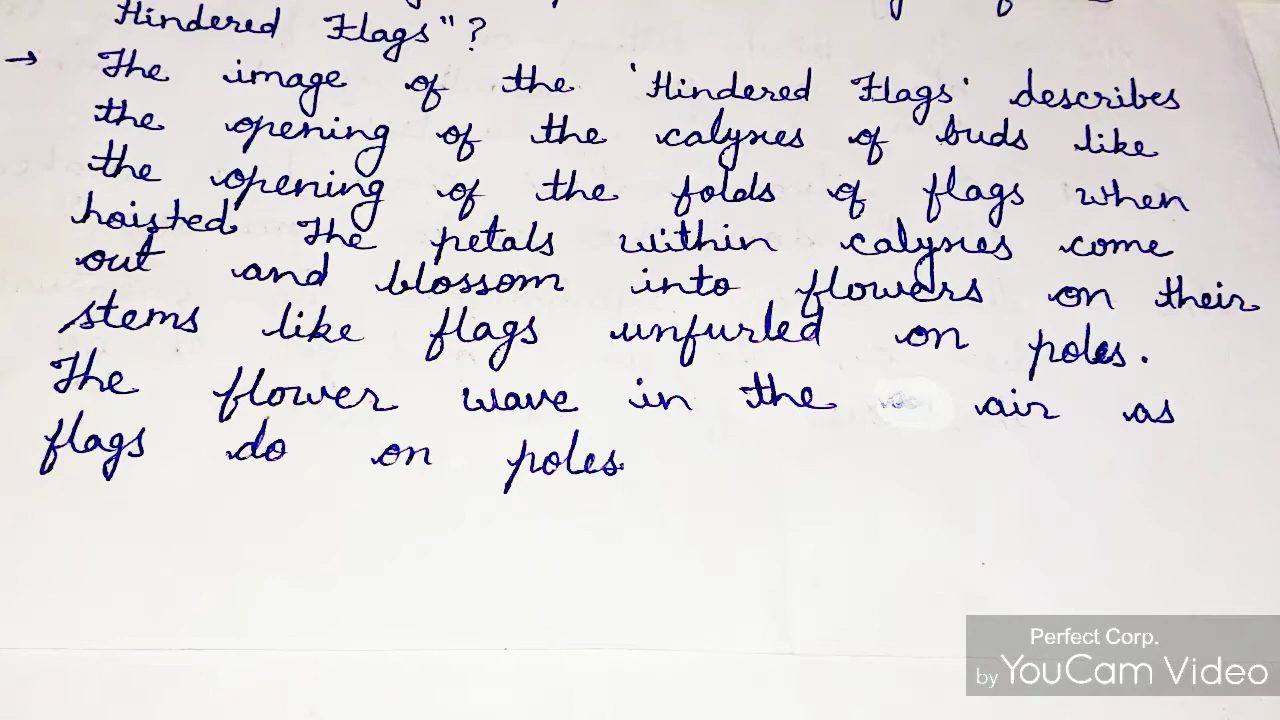 Hindered Flags"?
→ The image of the 'Hindered Flags' describes
the opening of the calyxes of buds like
the opening of the folds of flags when
hoisted. The petals within calyxes come
out and blossom into flowers on their
stems like flags unfurled on poles.
The flower wave in the air as
flags do on poles.
Perfect Corp.
by YouCam Video